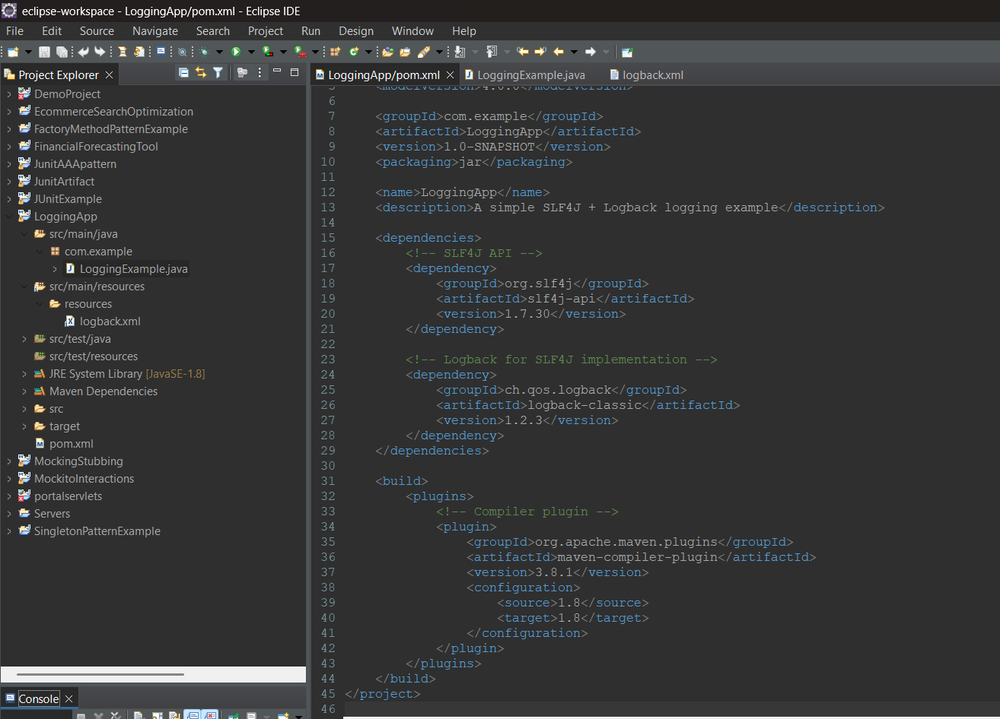 eclipse-workspace - LoggingApp/pom.xml - Eclipse IDE
File Edit Source Navigate Search Project Run Design Window Help
Project Explorer
DemoProject
EcommerceSearchOptimization
FactoryMethodPatternExample
FinancialForecastingTool
JunitAAApattern
JunitArtifact
JUnitExample
LoggingApp
src/main/java
com.example
LoggingExample.java
src/main/resources
resources
logback.xml
src/test/java
src/test/resources
JRE System Library [JavaSE-1.8]
Maven Dependencies
src
target
pom.xml
MockingStubbing
MockitoInteractions
portalservlets
Servers
SingletonPatternExample
Console
LoggingApp/pom.xml LoggingExample.java logback.xml
5 <modelVersion>4.0.0</modelVersion>
6
7 <groupId>com.example</groupId>
8 <artifactId>LoggingApp</artifactId>
9 <version>1.0-SNAPSHOT</version>
10 <packaging>jar</packaging>
11
12 <name>LoggingApp</name>
13 <description>A simple SLF4J + Logback logging example</description>
14
15 <dependencies>
16 <!-- SLF4J API -->
17 <dependency>
18 <groupId>org.slf4j</groupId>
19 <artifactId>slf4j-api</artifactId>
20 <version>1.7.30</version>
21 </dependency>
22
23 <!-- Logback for SLF4J implementation -->
24 <dependency>
25 <groupId>ch.qos.logback</groupId>
26 <artifactId>logback-classic</artifactId>
27 <version>1.2.3</version>
28 </dependency>
29 </dependencies>
30
31 <build>
32 <plugins>
33 <!-- Compiler plugin -->
34 <plugin>
35 <groupId>org.apache.maven.plugins</groupId>
36 <artifactId>maven-compiler-plugin</artifactId>
37 <version>3.8.1</version>
38 <configuration>
39 <source>1.8</source>
40 <target>1.8</target>
41 </configuration>
42 </plugin>
43 </plugins>
44 </build>
45 </project>
46